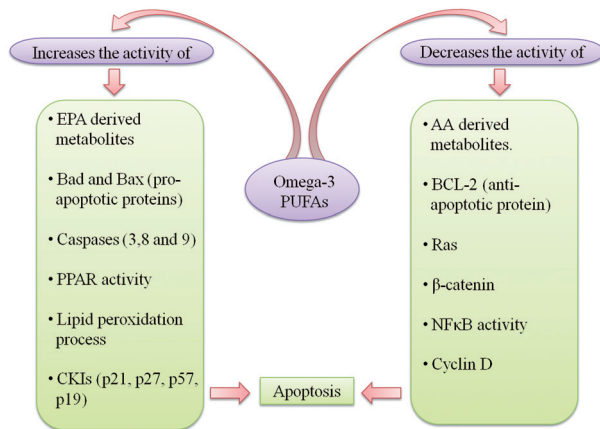 Increases the activity of
• EPA derived
metabolites
• Bad and Bax (pro-
apoptotic proteins)
• Caspases (3,8 and 9)
• PPAR activity
• Lipid peroxidation
process
• CKIs (p21, p27, p57,
p19)
Omega-3
PUFAs
Apoptosis
Decreases the activity of
• AA derived
metabolites.
• BCL-2 (anti-
apoptotic protein)
• Ras
• β-catenin
• NFκB activity
• Cyclin D